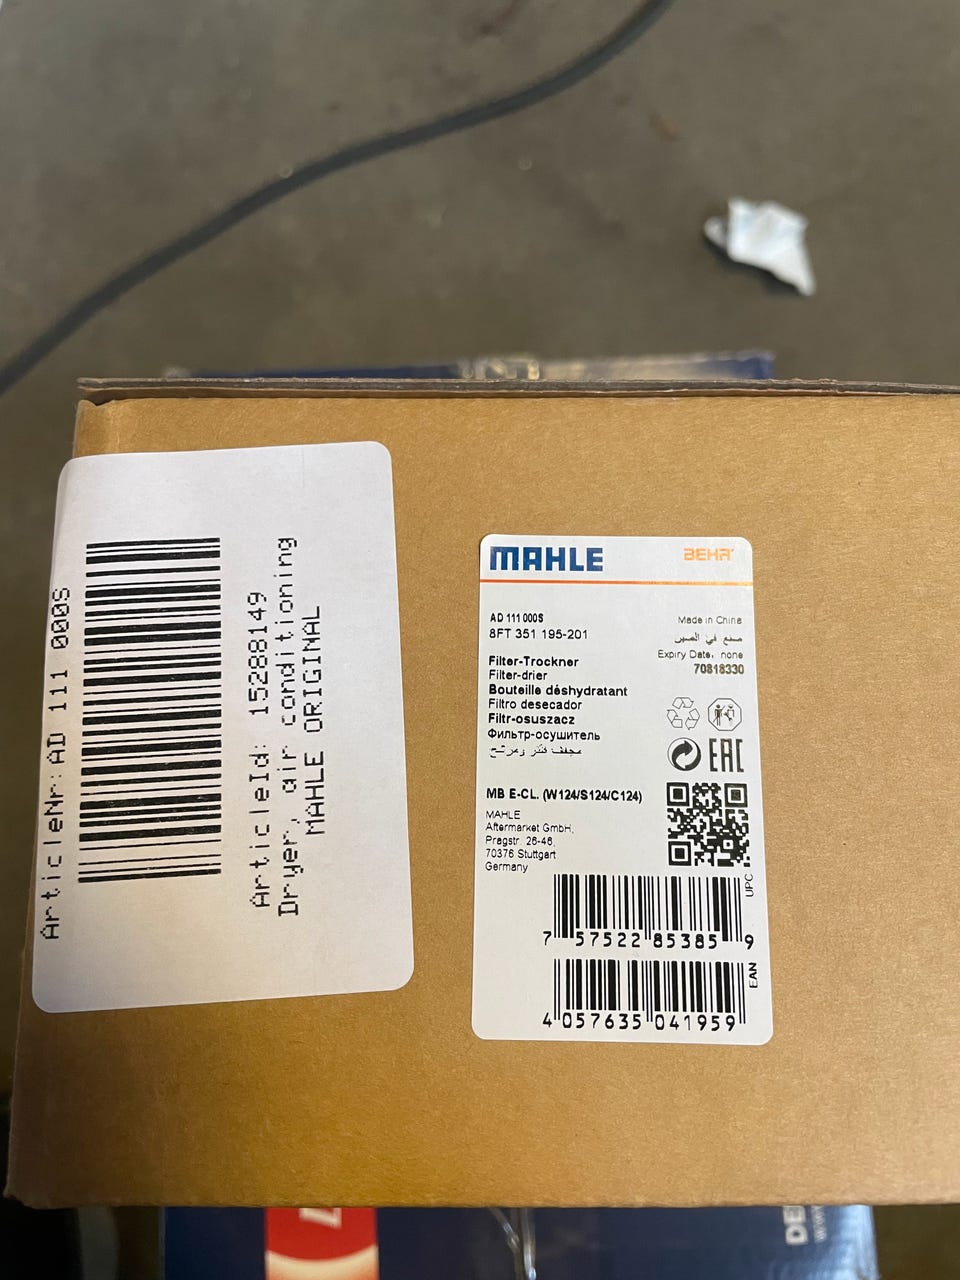 ArticleNr:AD 111 000S
ArticleId: 15288149
Dryer, air conditioning
MAHLE ORIGINAL
MAHLE
BEHR
AD 111 000S
8FT 351 195-201
Made in China
صنع في الصين
Expiry Date: none
70818330
Filter-Trockner
Filter-drier
Bouteille déshydratant
Filtro desecador
Filtr-osuszacz
Фильтр-осушитель
EAC
MB E-CL. (W124/S124/C124)
MAHLE
Aftermarket GmbH,
Pragstr. 26-46,
70376 Stuttgart
Germany
UPC
7 57522 85385 9
EAN
4 057635 041959
DE
www